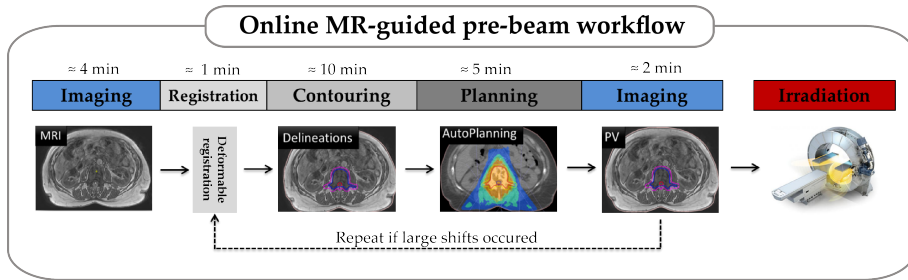 Online MR-guided pre-beam workflow
≈ 4 min ≈ 1 min ≈ 10 min ≈ 5 min ≈ 2 min
Imaging Registration Contouring Planning Imaging Irradiation
MRI
Deformable
registration
Delineations
AutoPlanning
PV
Repeat if large shifts occured